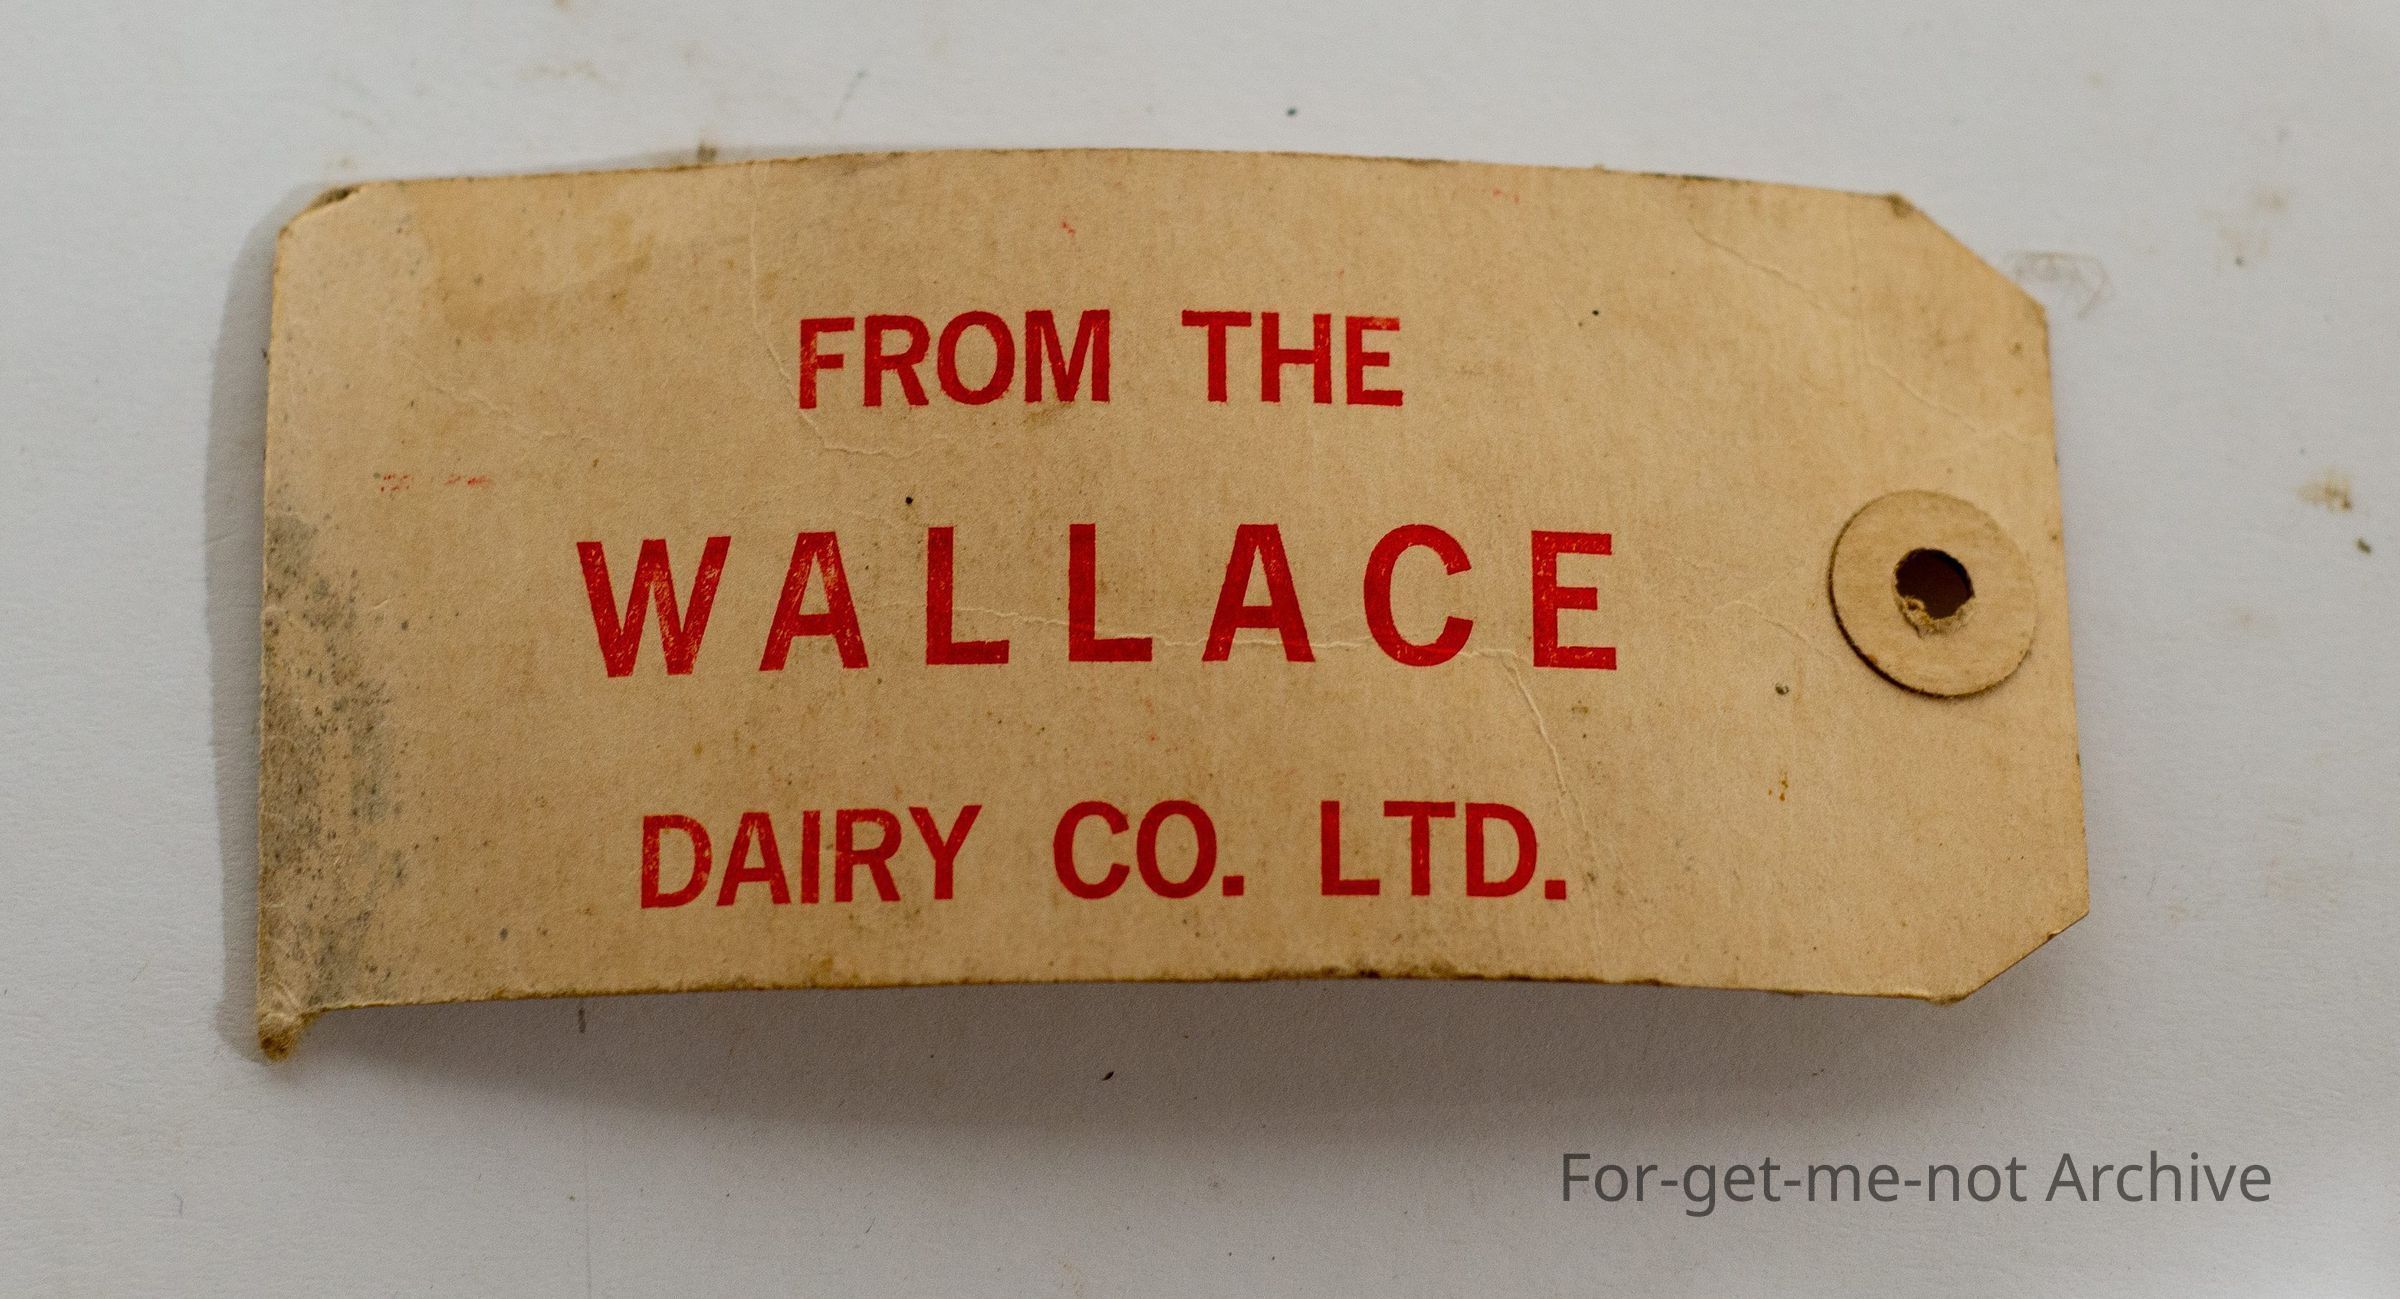 FROM THE
WALLACE
DAIRY CO. LTD.
For-get-me-not Archive